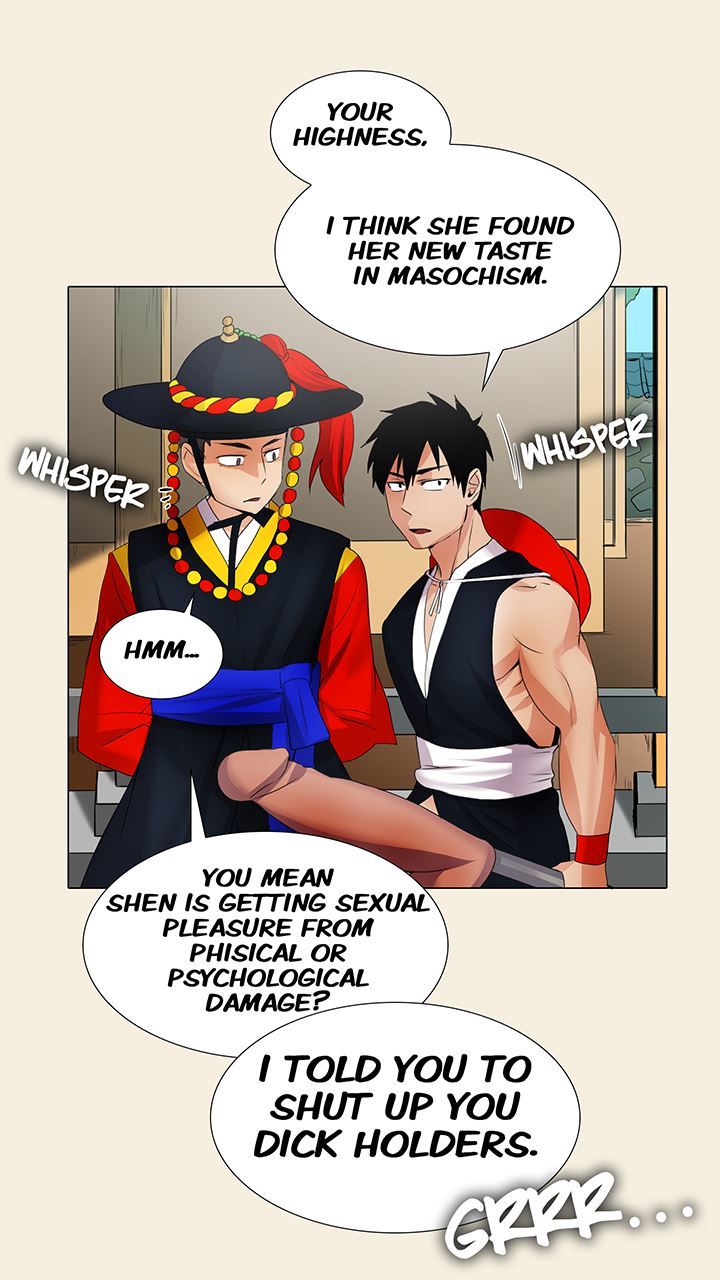 YOUR
HIGHNESS.
I THINK SHE FOUND
HER NEW TASTE
IN MASOCHISM.
WHISPER
WHISPER
HMM...
YOU MEAN
SHEN IS GETTING SEXUAL
PLEASURE FROM
PHISICAL OR
PSYCHOLOGICAL
DAMAGE?
I TOLD YOU TO
SHUT UP YOU
DICK HOLDERS.
GRRR...